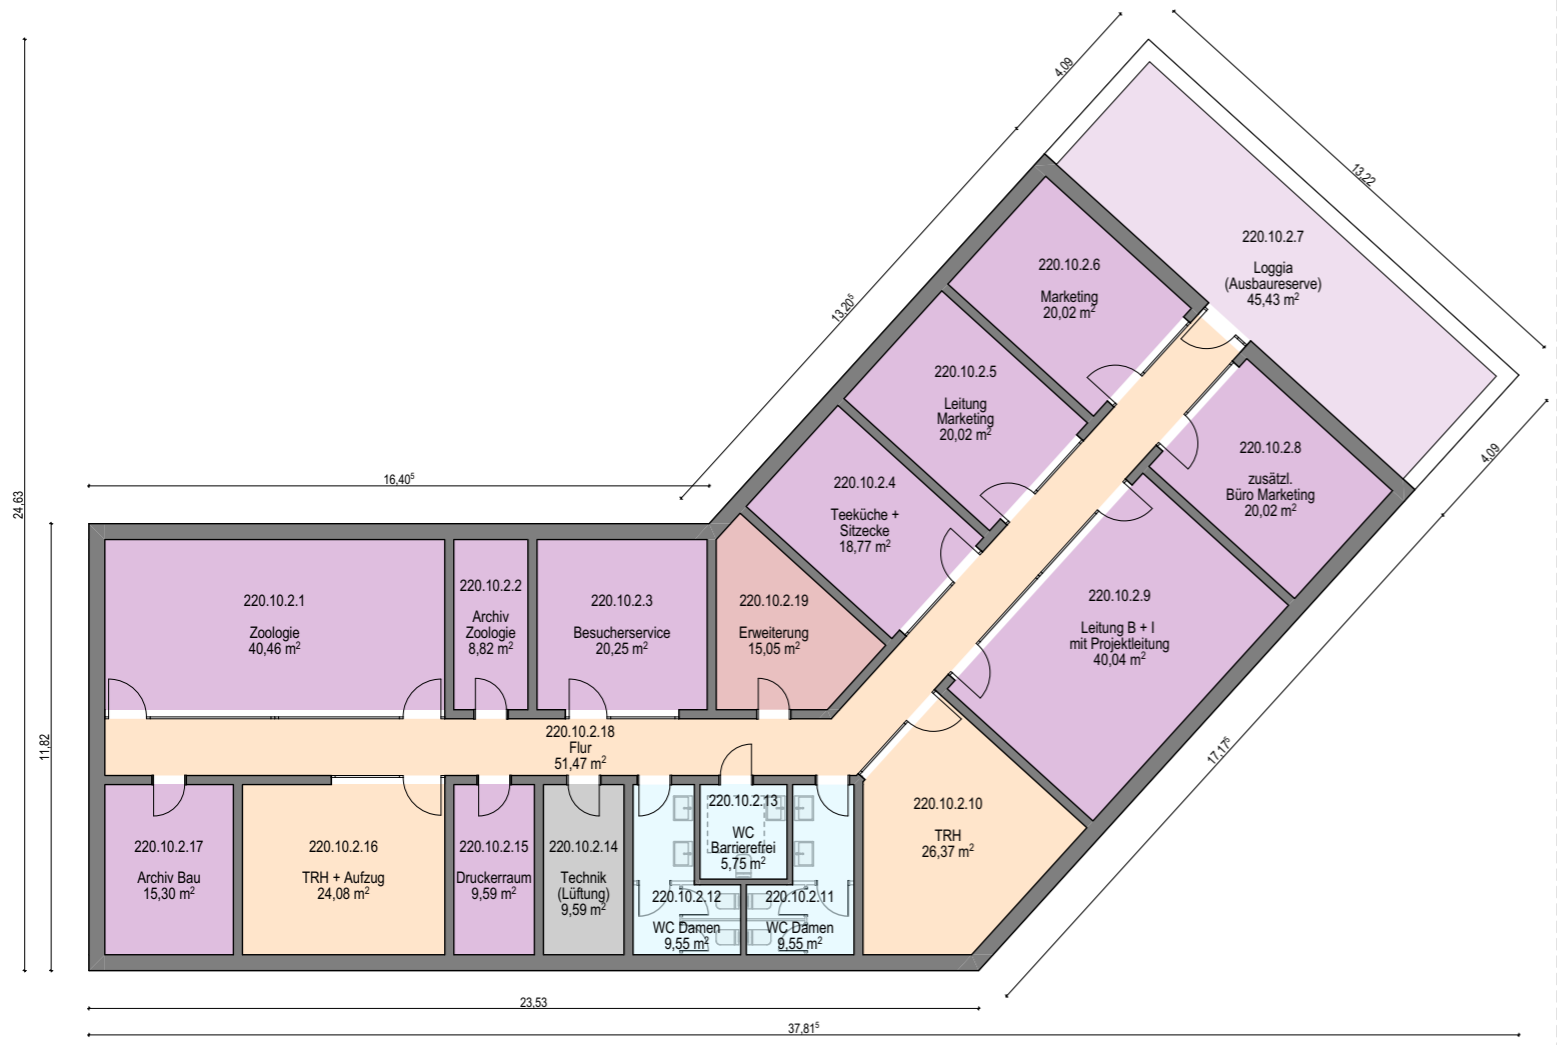 4,09
13,22
220.10.2.7
Loggia
(Ausbaureserve)
45,43 m²
220.10.2.6
Marketing
20,02 m²
13,20⁵
220.10.2.5
Leitung
Marketing
20,02 m²
4,09
220.10.2.8
zusätzl.
Büro Marketing
20,02 m²
16,40⁵
24,63
220.10.2.4
Teeküche +
Sitzecke
18,77 m²
220.10.2.1
Zoologie
40,46 m²
220.10.2.2
Archiv
Zoologie
8,82 m²
220.10.2.3
Besucherservice
20,25 m²
220.10.2.19
Erweiterung
15,05 m²
220.10.2.9
Leitung B + I
mit Projektleitung
40,04 m²
11,82
220.10.2.18
Flur
51,47 m²
17,17⁵
220.10.2.17
Archiv Bau
15,30 m²
220.10.2.16
TRH + Aufzug
24,08 m²
220.10.2.15
Druckerraum
9,59 m²
220.10.2.14
Technik
(Lüftung)
9,59 m²
220.10.2.13
WC
Barrierefrei
5,75 m²
220.10.2.12
WC Damen
9,55 m²
220.10.2.11
WC Damen
9,55 m²
220.10.2.10
TRH
26,37 m²
23,53
37,81⁵